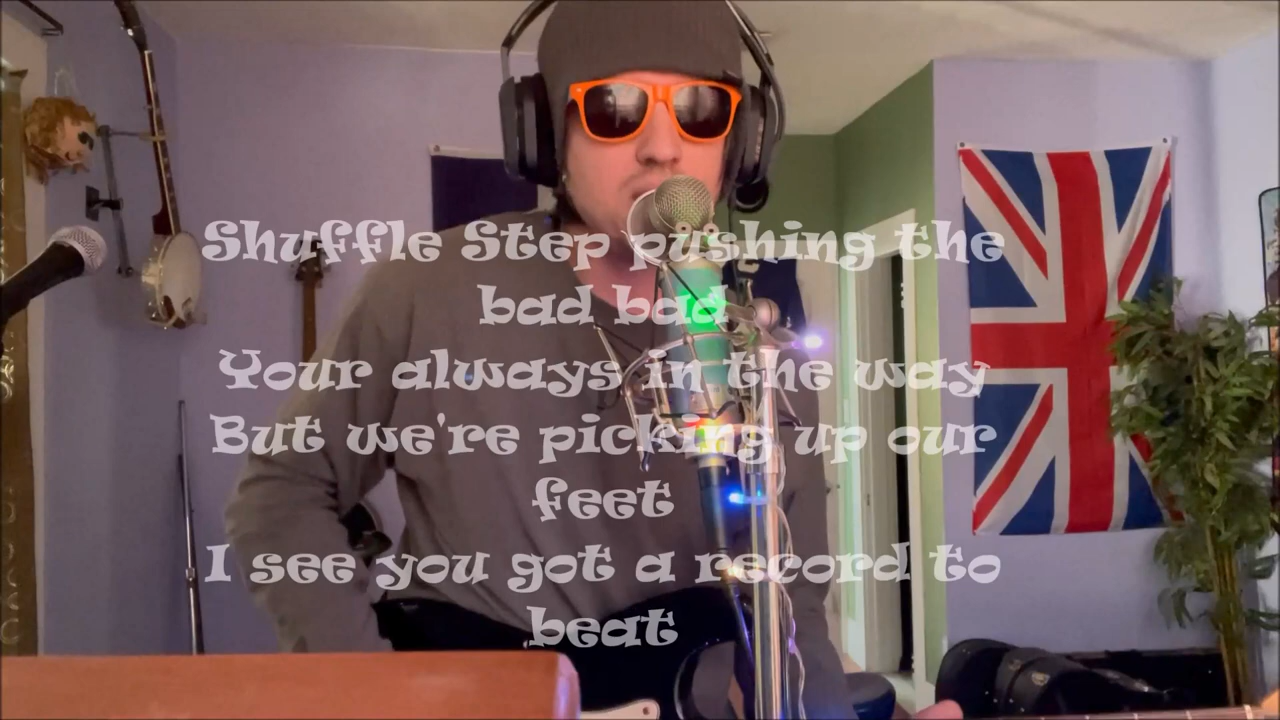 Shuffle Step pushing the
bad bad
Your always in the way
But we're picking up our
feet
I see you got a record to
beat